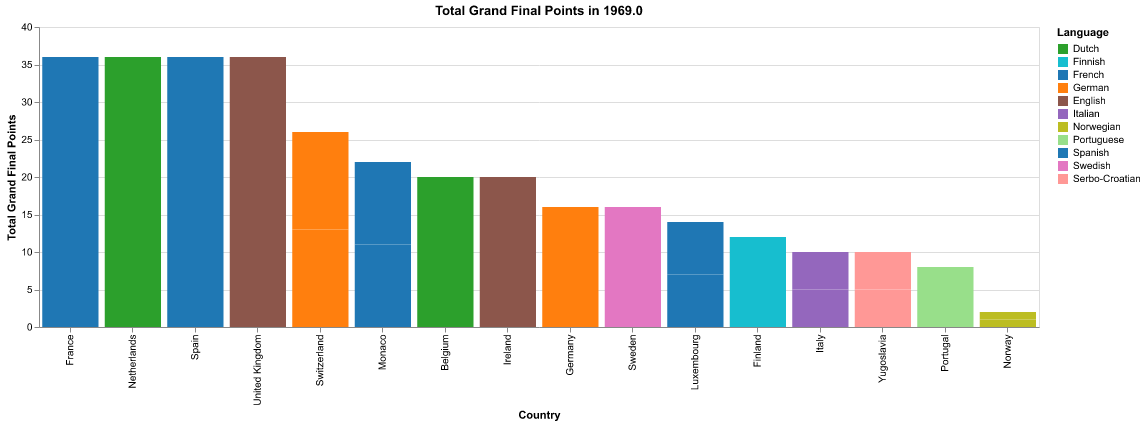 Total Grand Final Points in 1969.0
Total Grand Final Points
40
35
30
25
20
15
10
5
0
France
Netherlands
Spain
United Kingdom
Switzerland
Monaco
Belgium
Ireland
Germany
Sweden
Luxembourg
Finland
Italy
Yugoslavia
Portugal
Norway
Country
Language
Dutch
Finnish
French
German
English
Italian
Norwegian
Portuguese
Spanish
Swedish
Serbo-Croatian